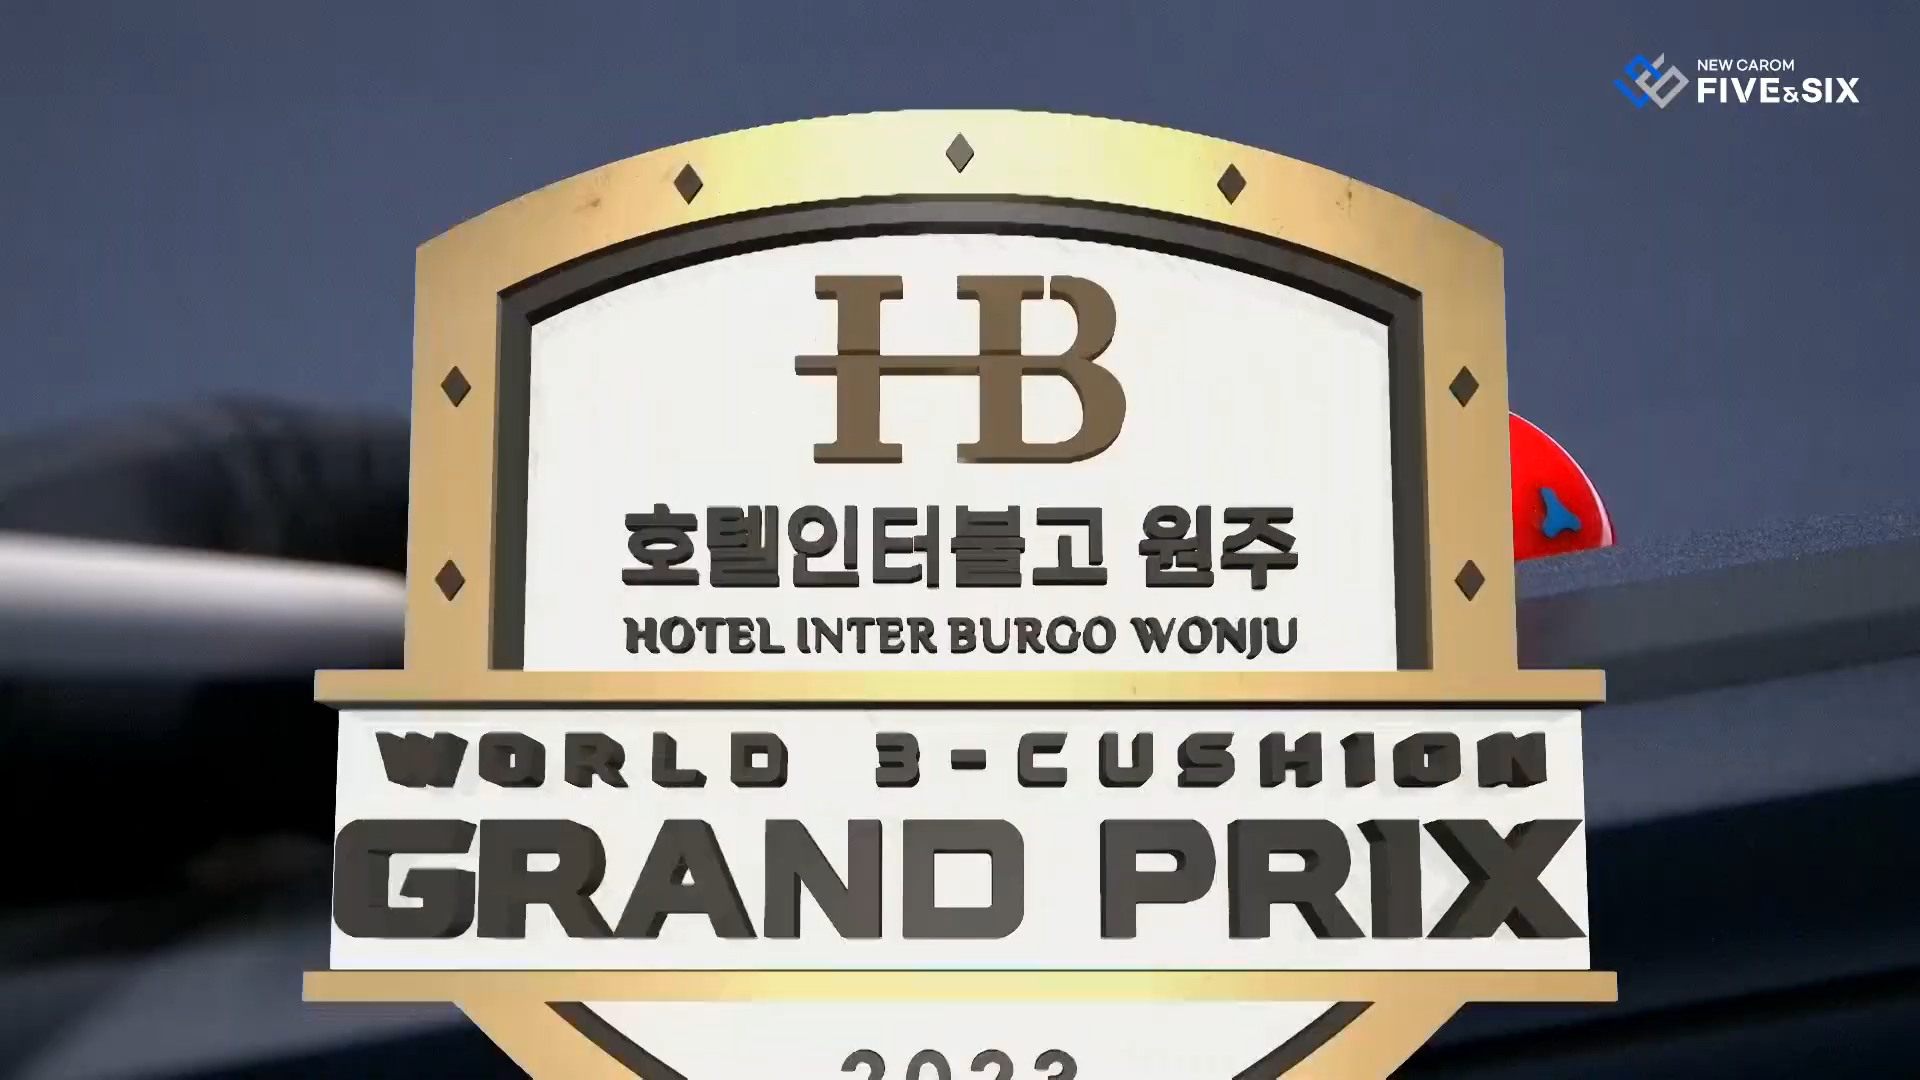 NEW CAROM
FIVE&SIX
HB
호텔인터불고 원주
HOTEL INTER BURGO WONJU
WORLD 3-CUSHION
GRAND PRIX
2023